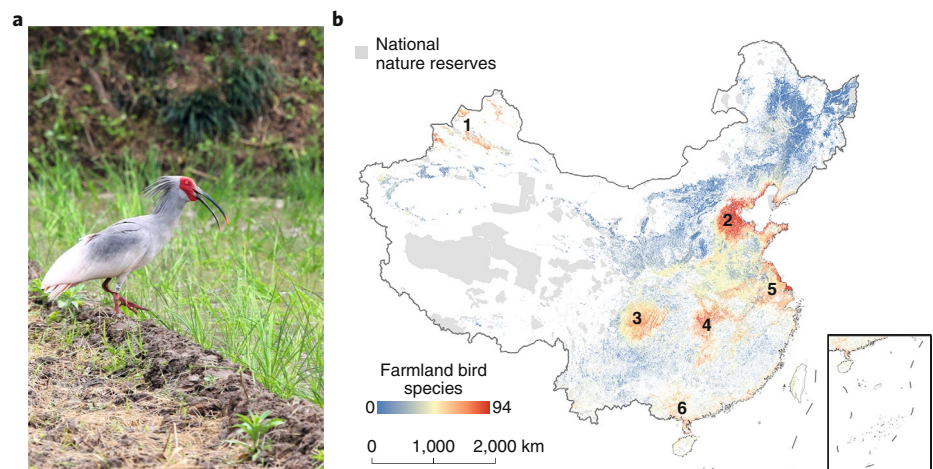 a
b
National
nature reserves
1
2
3
4
5
6
Farmland bird
species
0 94
0 1,000 2,000 km